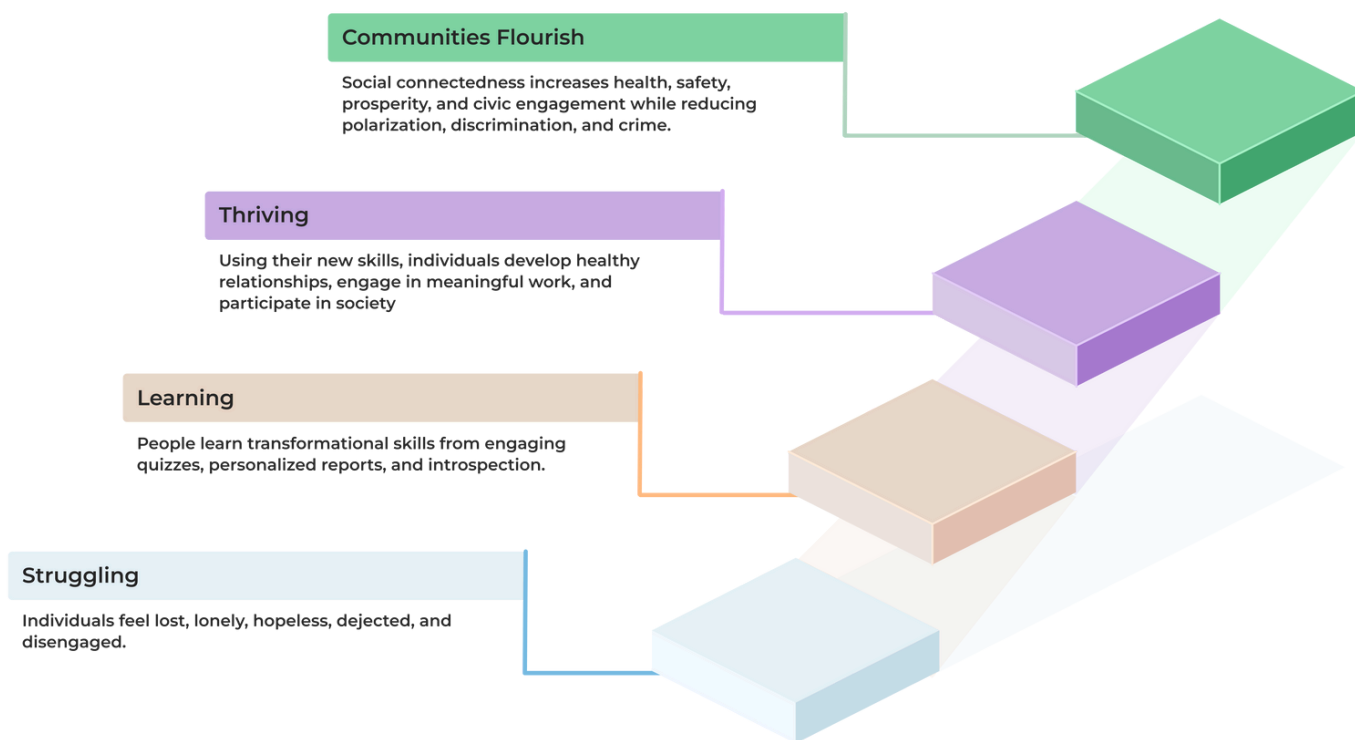 Communities Flourish
Social connectedness increases health, safety,
prosperity, and civic engagement while reducing
polarization, discrimination, and crime.
Thriving
Using their new skills, individuals develop healthy
relationships, engage in meaningful work, and
participate in society
Learning
People learn transformational skills from engaging
quizzes, personalized reports, and introspection.
Struggling
Individuals feel lost, lonely, hopeless, dejected, and
disengaged.